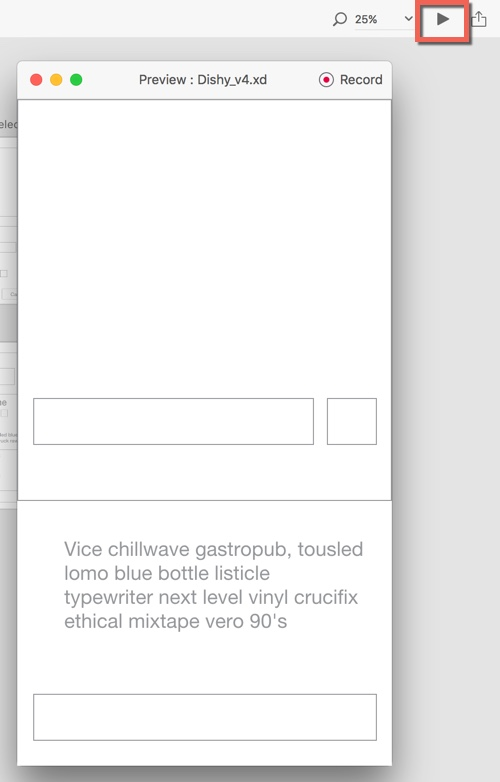 25%
Preview : Dishy_v4.xd
Record
elec
Vice chillwave gastropub, tousled
lomo blue bottle listicle
typewriter next level vinyl crucifix
ethical mixtape vero 90's